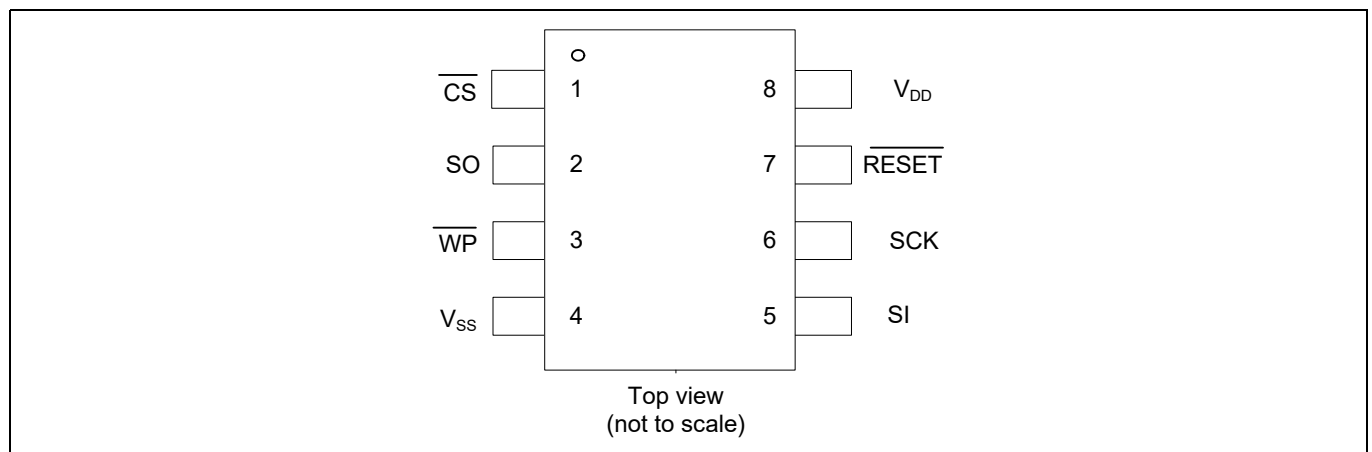 CS 1 8 VDD
SO 2 7 RESET
WP 3 6 SCK
VSS 4 5 SI
Top view
(not to scale)